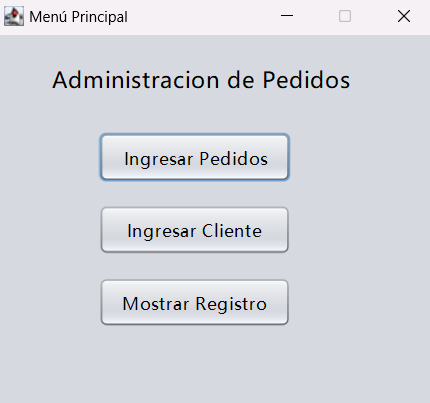 Menú Principal
Administracion de Pedidos
Ingresar Pedidos
Ingresar Cliente
Mostrar Registro